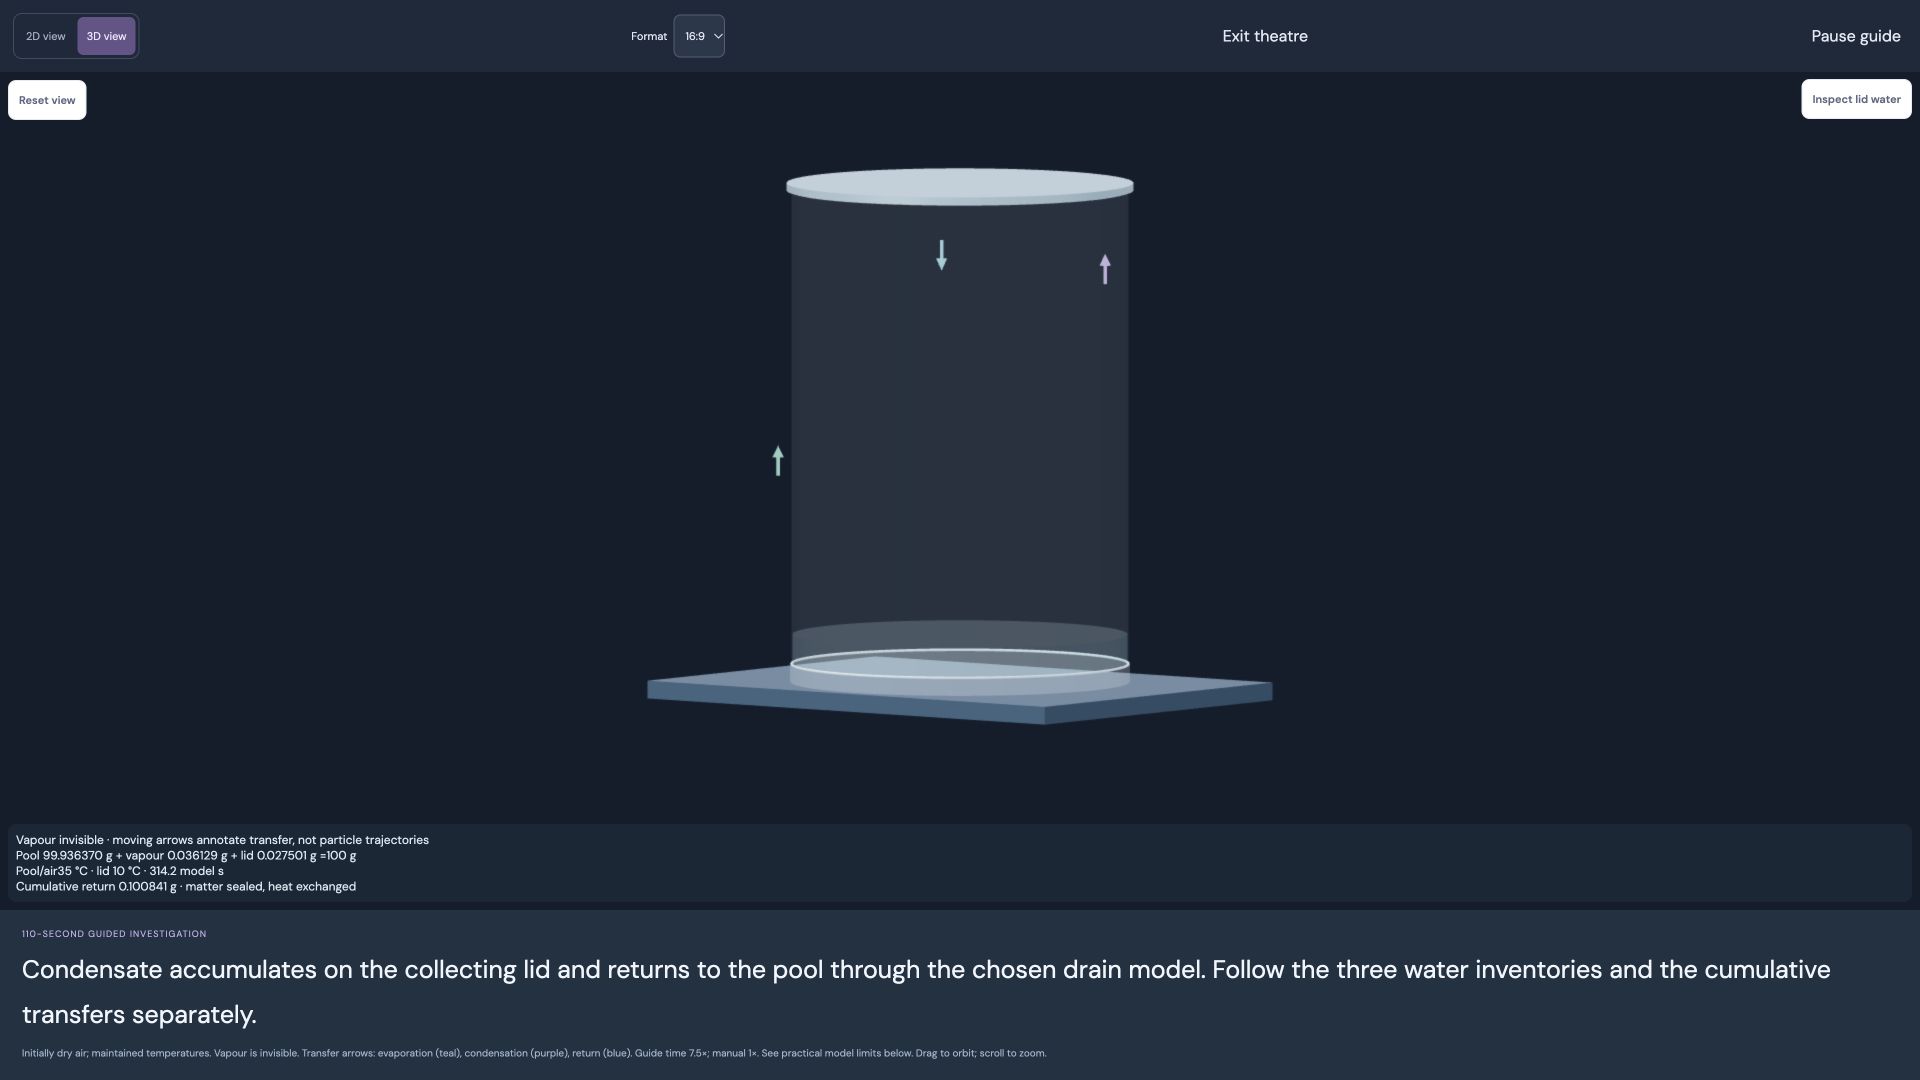 2D view
3D view
Format
16:9
Exit theatre
Pause guide
Reset view
Inspect lid water
Vapour invisible · moving arrows annotate transfer, not particle trajectories
Pool 99.936370 g + vapour 0.036129 g + lid 0.027501 g =100 g
Pool/air35 °C · lid 10 °C · 314.2 model s
Cumulative return 0.100841 g · matter sealed, heat exchanged
110-SECOND GUIDED INVESTIGATION
Condensate accumulates on the collecting lid and returns to the pool through the chosen drain model. Follow the three water inventories and the cumulative
transfers separately.
Initially dry air; maintained temperatures. Vapour is invisible. Transfer arrows: evaporation (teal), condensation (purple), return (blue). Guide time 7.5×; manual 1×. See practical model limits below. Drag to orbit; scroll to zoom.